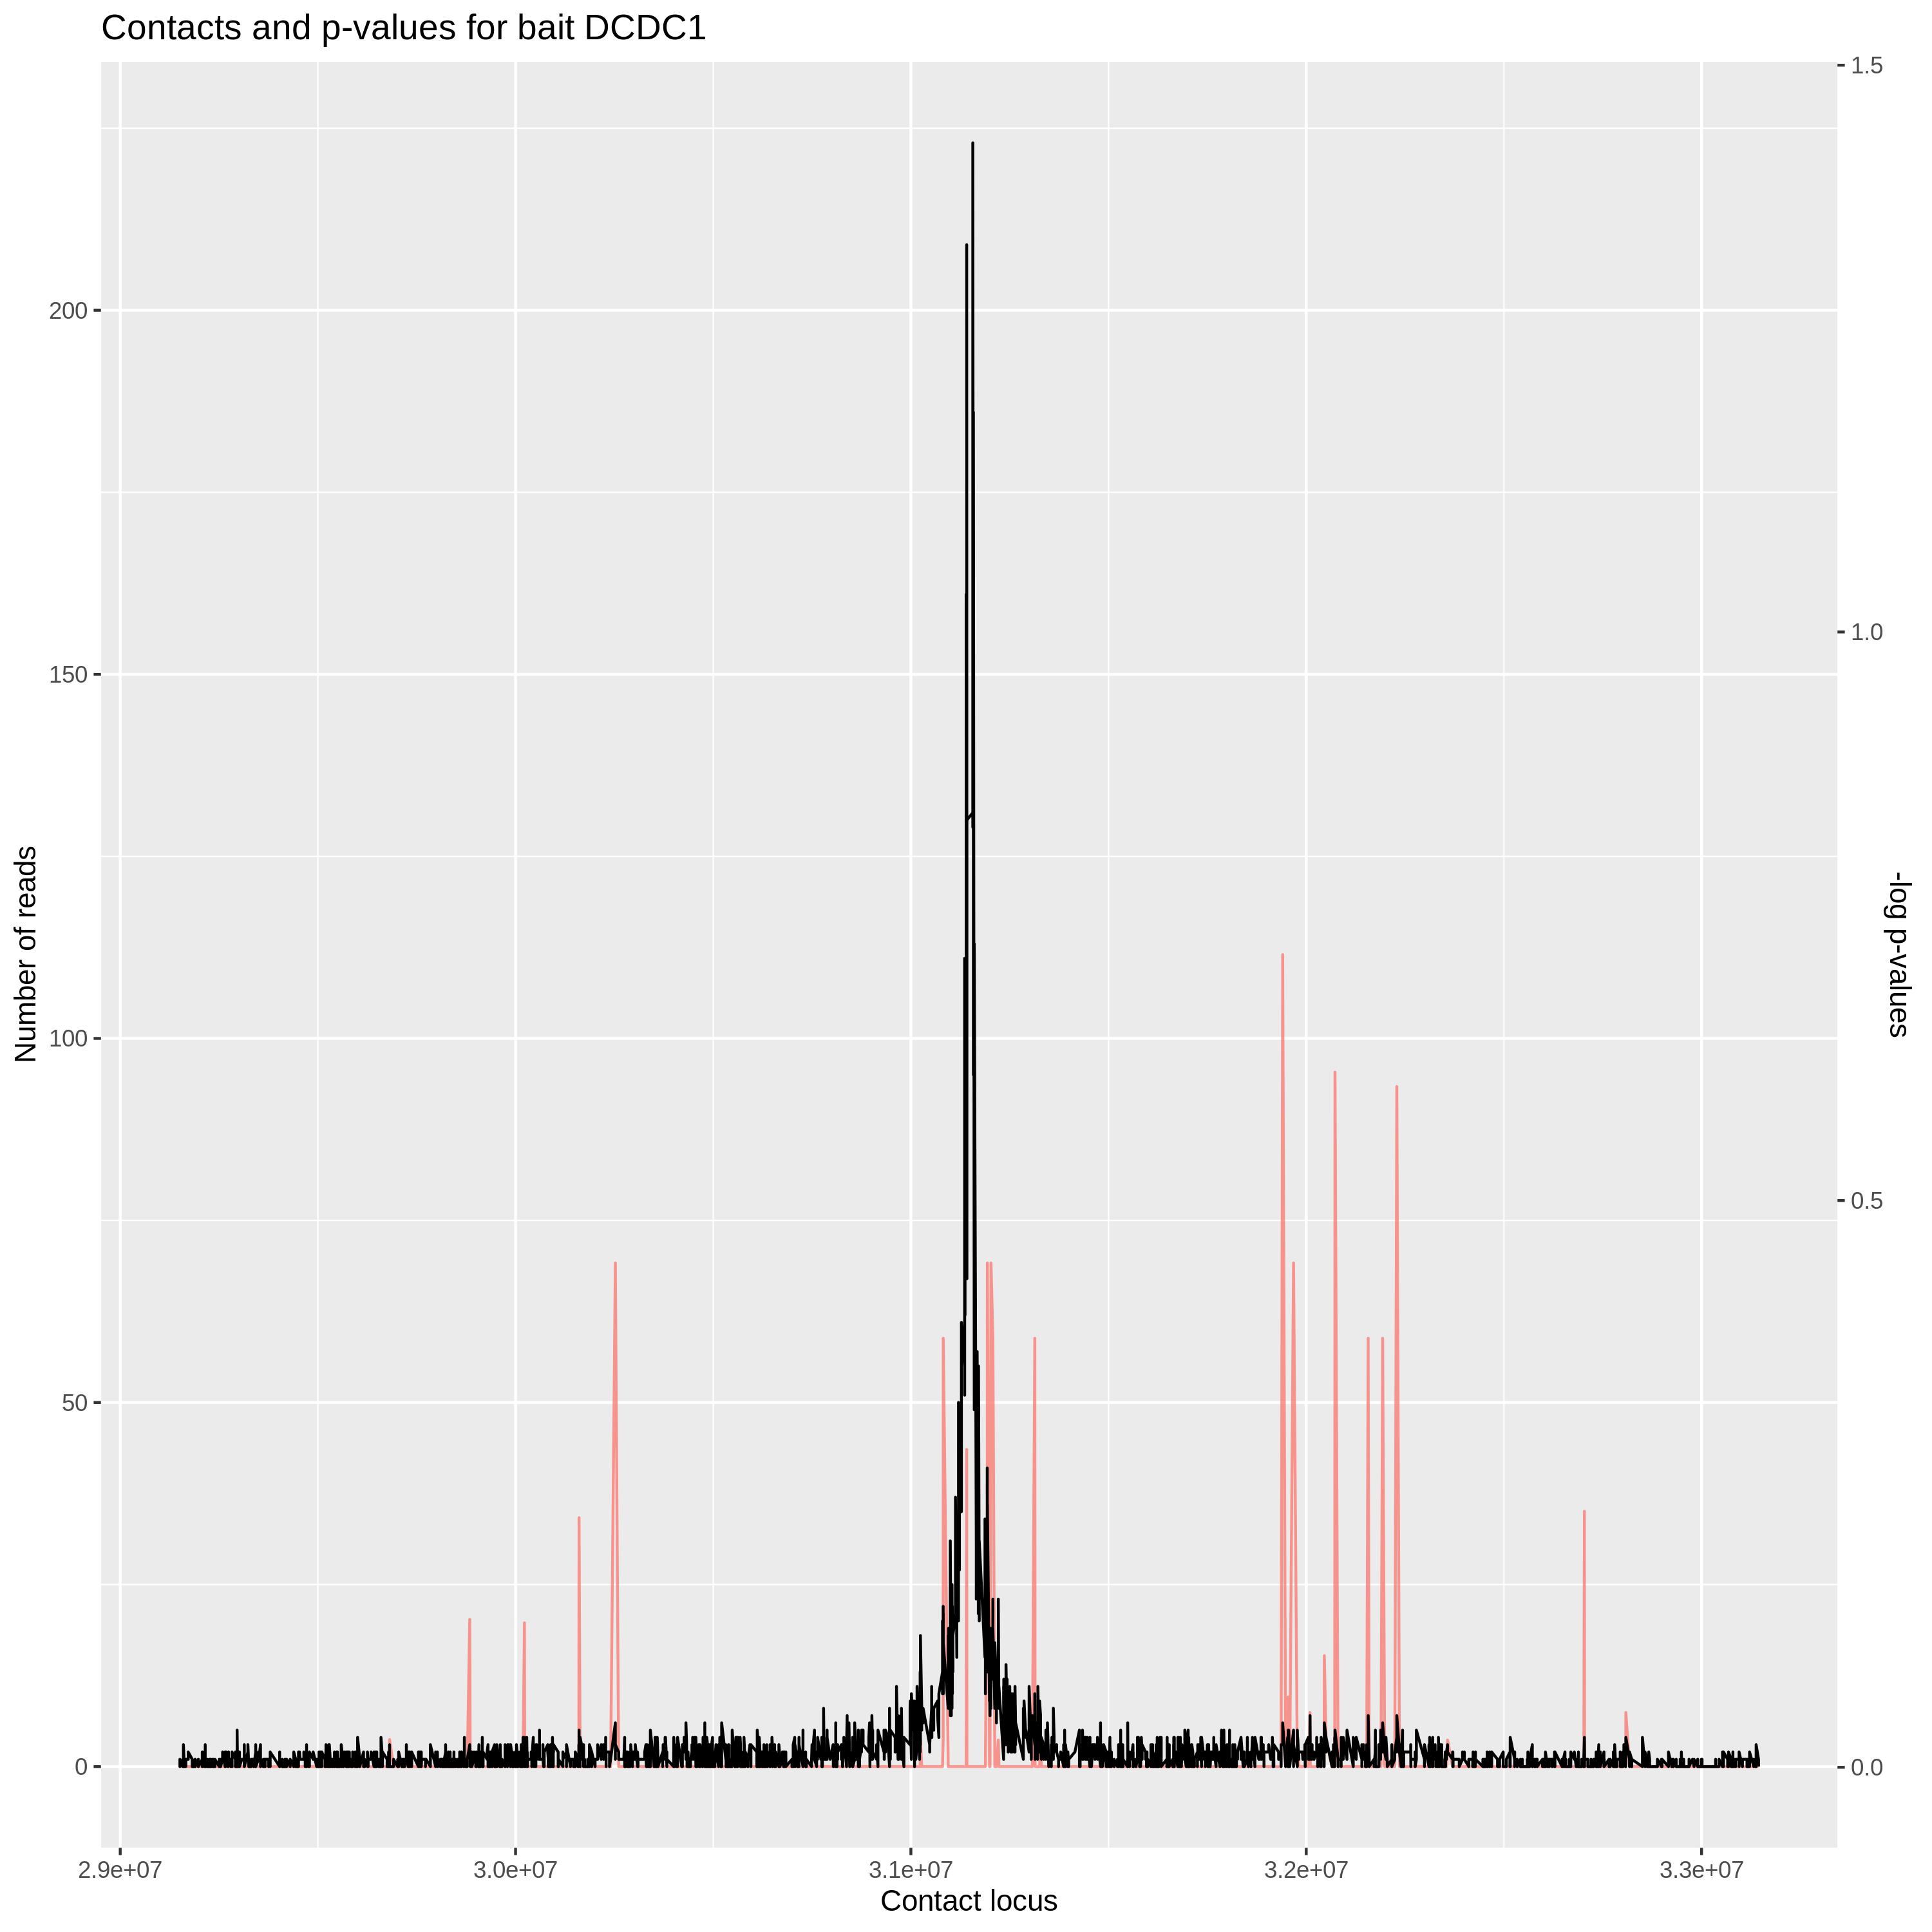 Contacts and p-values for bait DCDC1
1.5
200
1.0
150
Number of reads
-log p-values
100
0.5
50
0
0.0
2.9e+07
3.0e+07
3.1e+07
3.2e+07
3.3e+07
Contact locus